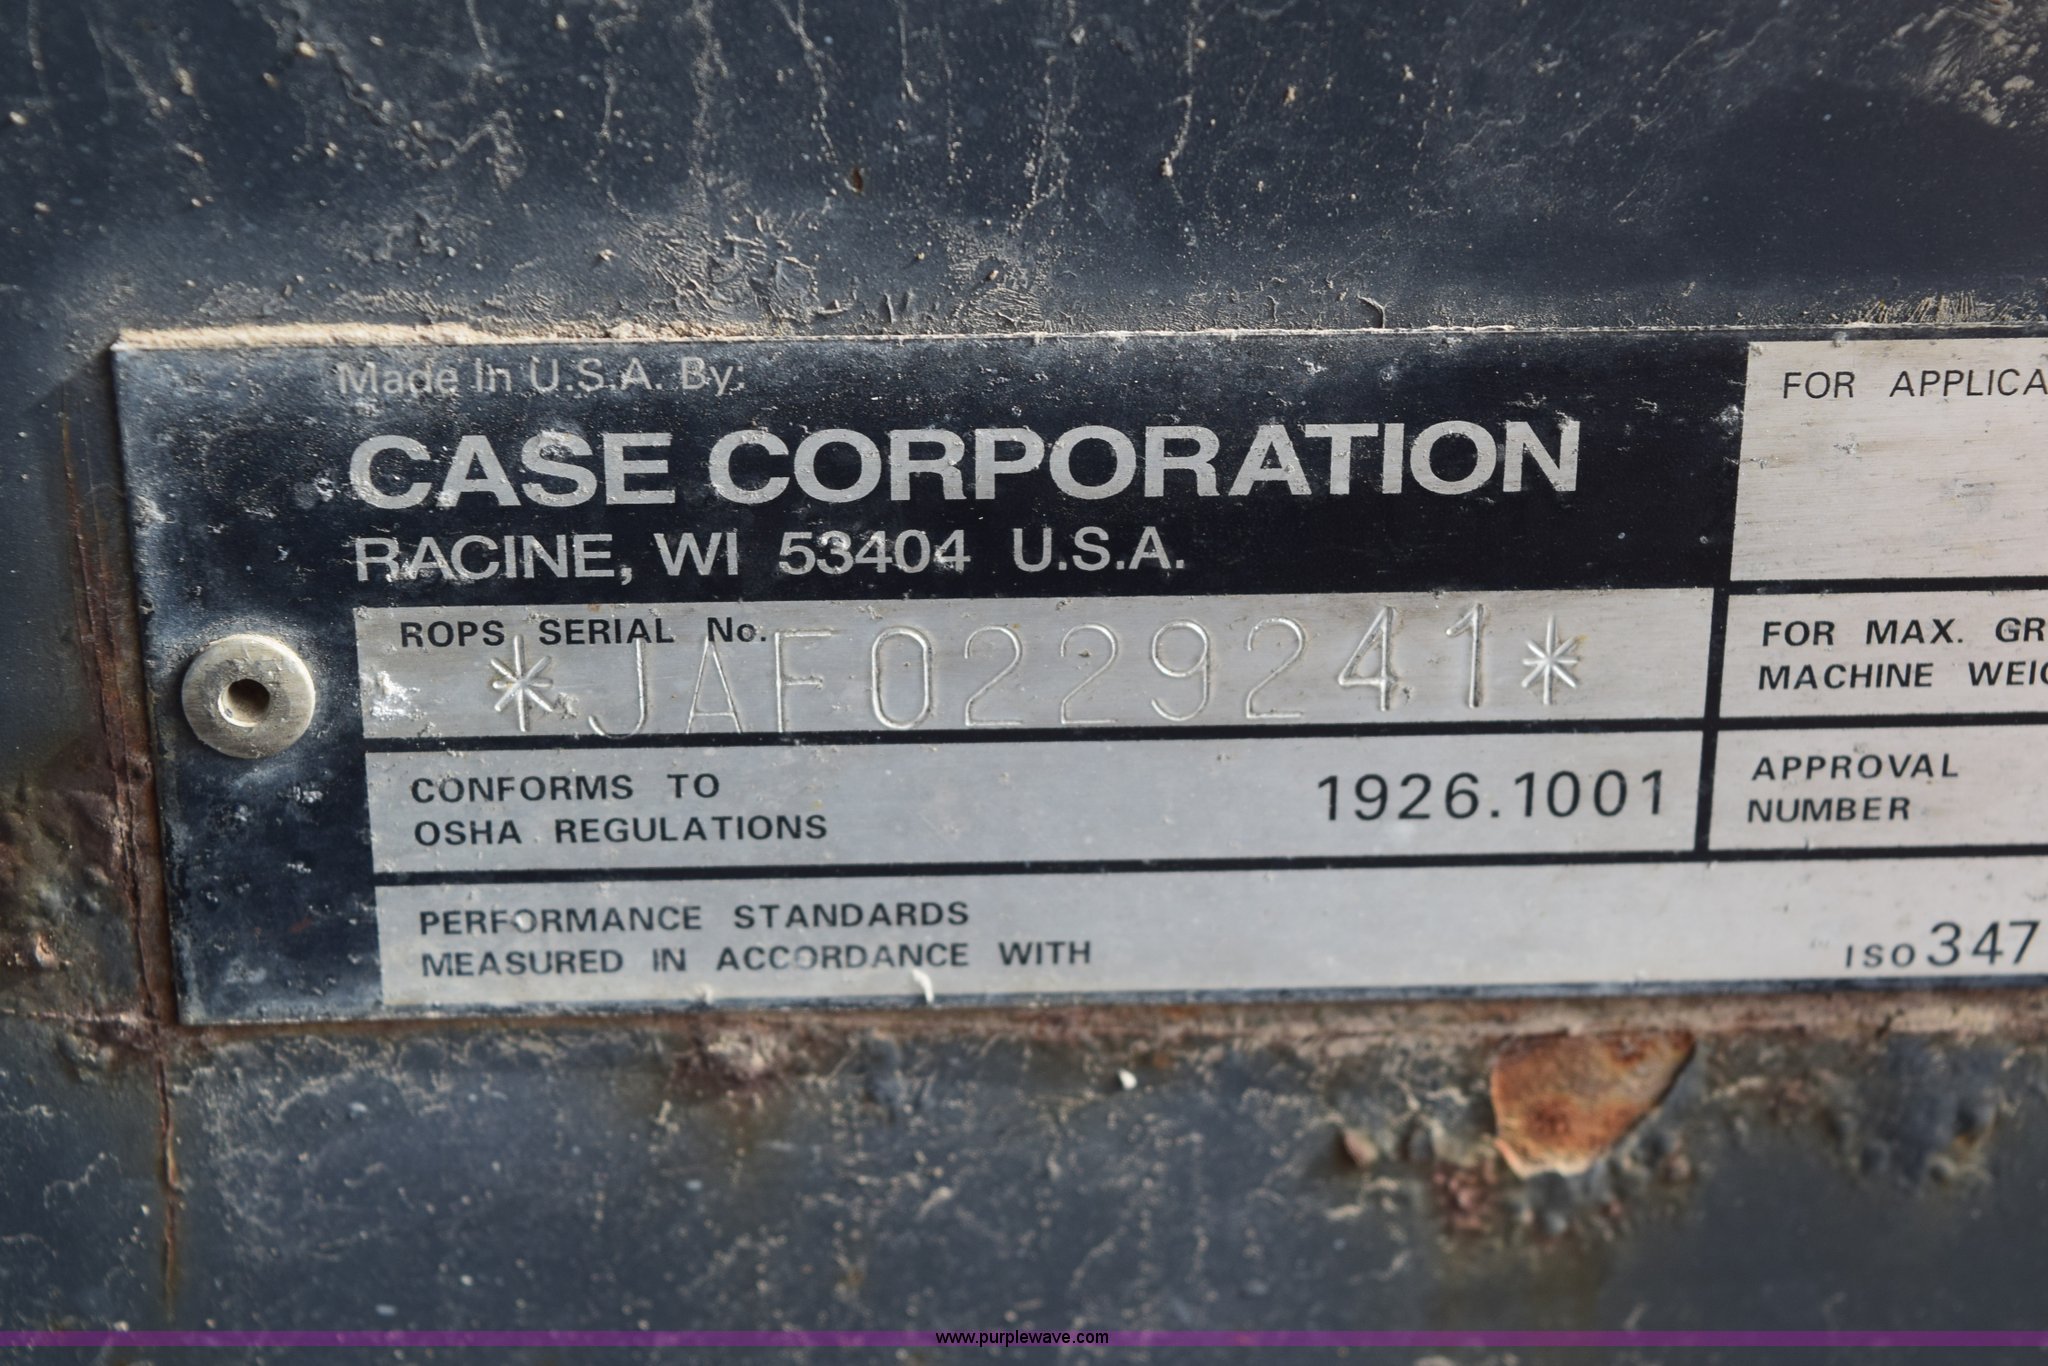 Made In U.S.A. By:
CASE CORPORATION
RACINE, WI 53404 U.S.A.
ROPS SERIAL No.
*JAF0229241*
CONFORMS TO
OSHA REGULATIONS
1926.1001
PERFORMANCE STANDARDS
MEASURED IN ACCORDANCE WITH
ISO 347
FOR APPLICA
FOR MAX. GR
MACHINE WEIG
APPROVAL
NUMBER
www.purplewave.com